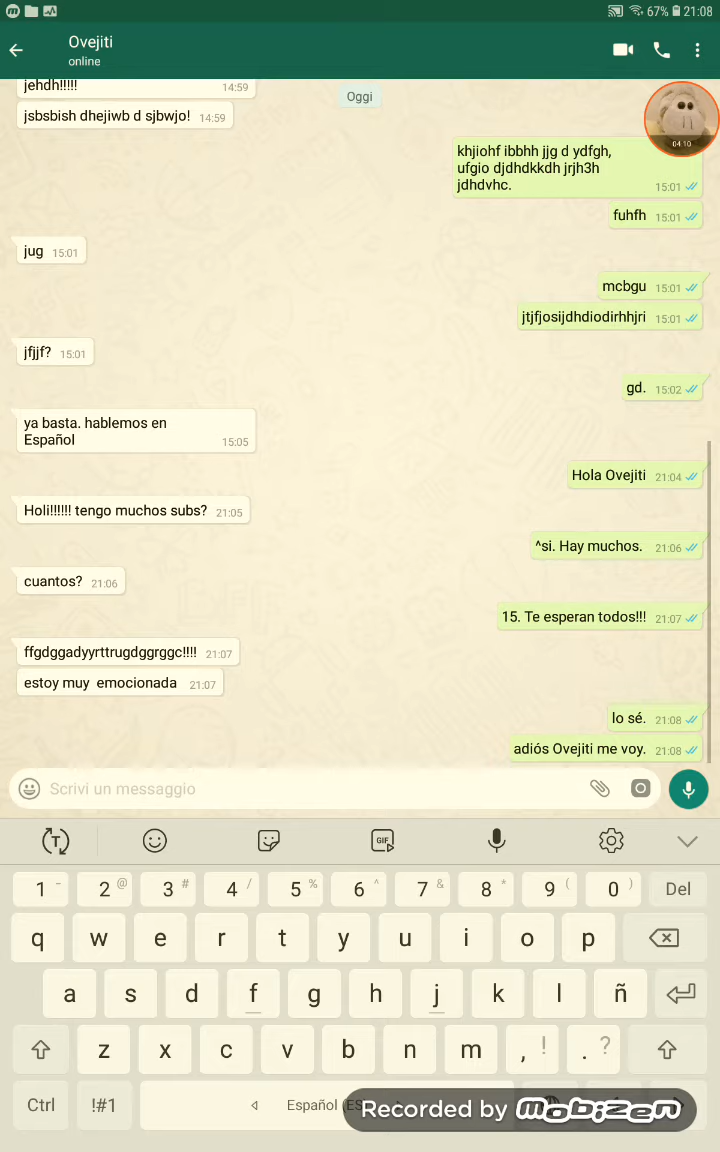 67% 21:08
Ovejiti
online
jehdh!!!!! 14:59
Oggi
jsbsbish dhejiwb d sjbwjo! 14:59
04:10
khjiohf ibbhh jjg d ydfgh,
ufgio djdhdkkdh jrjh3h
jdhdvhc. 15:01
fuhfh 15:01
jug 15:01
mcbgu 15:01
jtjfjosijdhdiodirhhjri 15:01
jfjjf? 15:01
gd. 15:02
ya basta. hablemos en
Español 15:05
Hola Ovejiti 21:04
Holi!!!!!! tengo muchos subs? 21:05
^si. Hay muchos. 21:06
cuantos? 21:06
15. Te esperan todos!!! 21:07
ffgdggadyyrttrugdggrggc!!!! 21:07
estoy muy emocionada 21:07
lo sé. 21:08
adiós Ovejiti me voy. 21:08
Scrivi un messaggio
T GIF
1 - 2 @ 3 # 4 / 5 % 6 ^ 7 & 8 * 9 ( 0 ) Del
q w e r t y u i o p
a s d f g h j k l ñ
z x c v b n m , ! . ?
Ctrl !#1 Español (ES
Recorded by mobizen